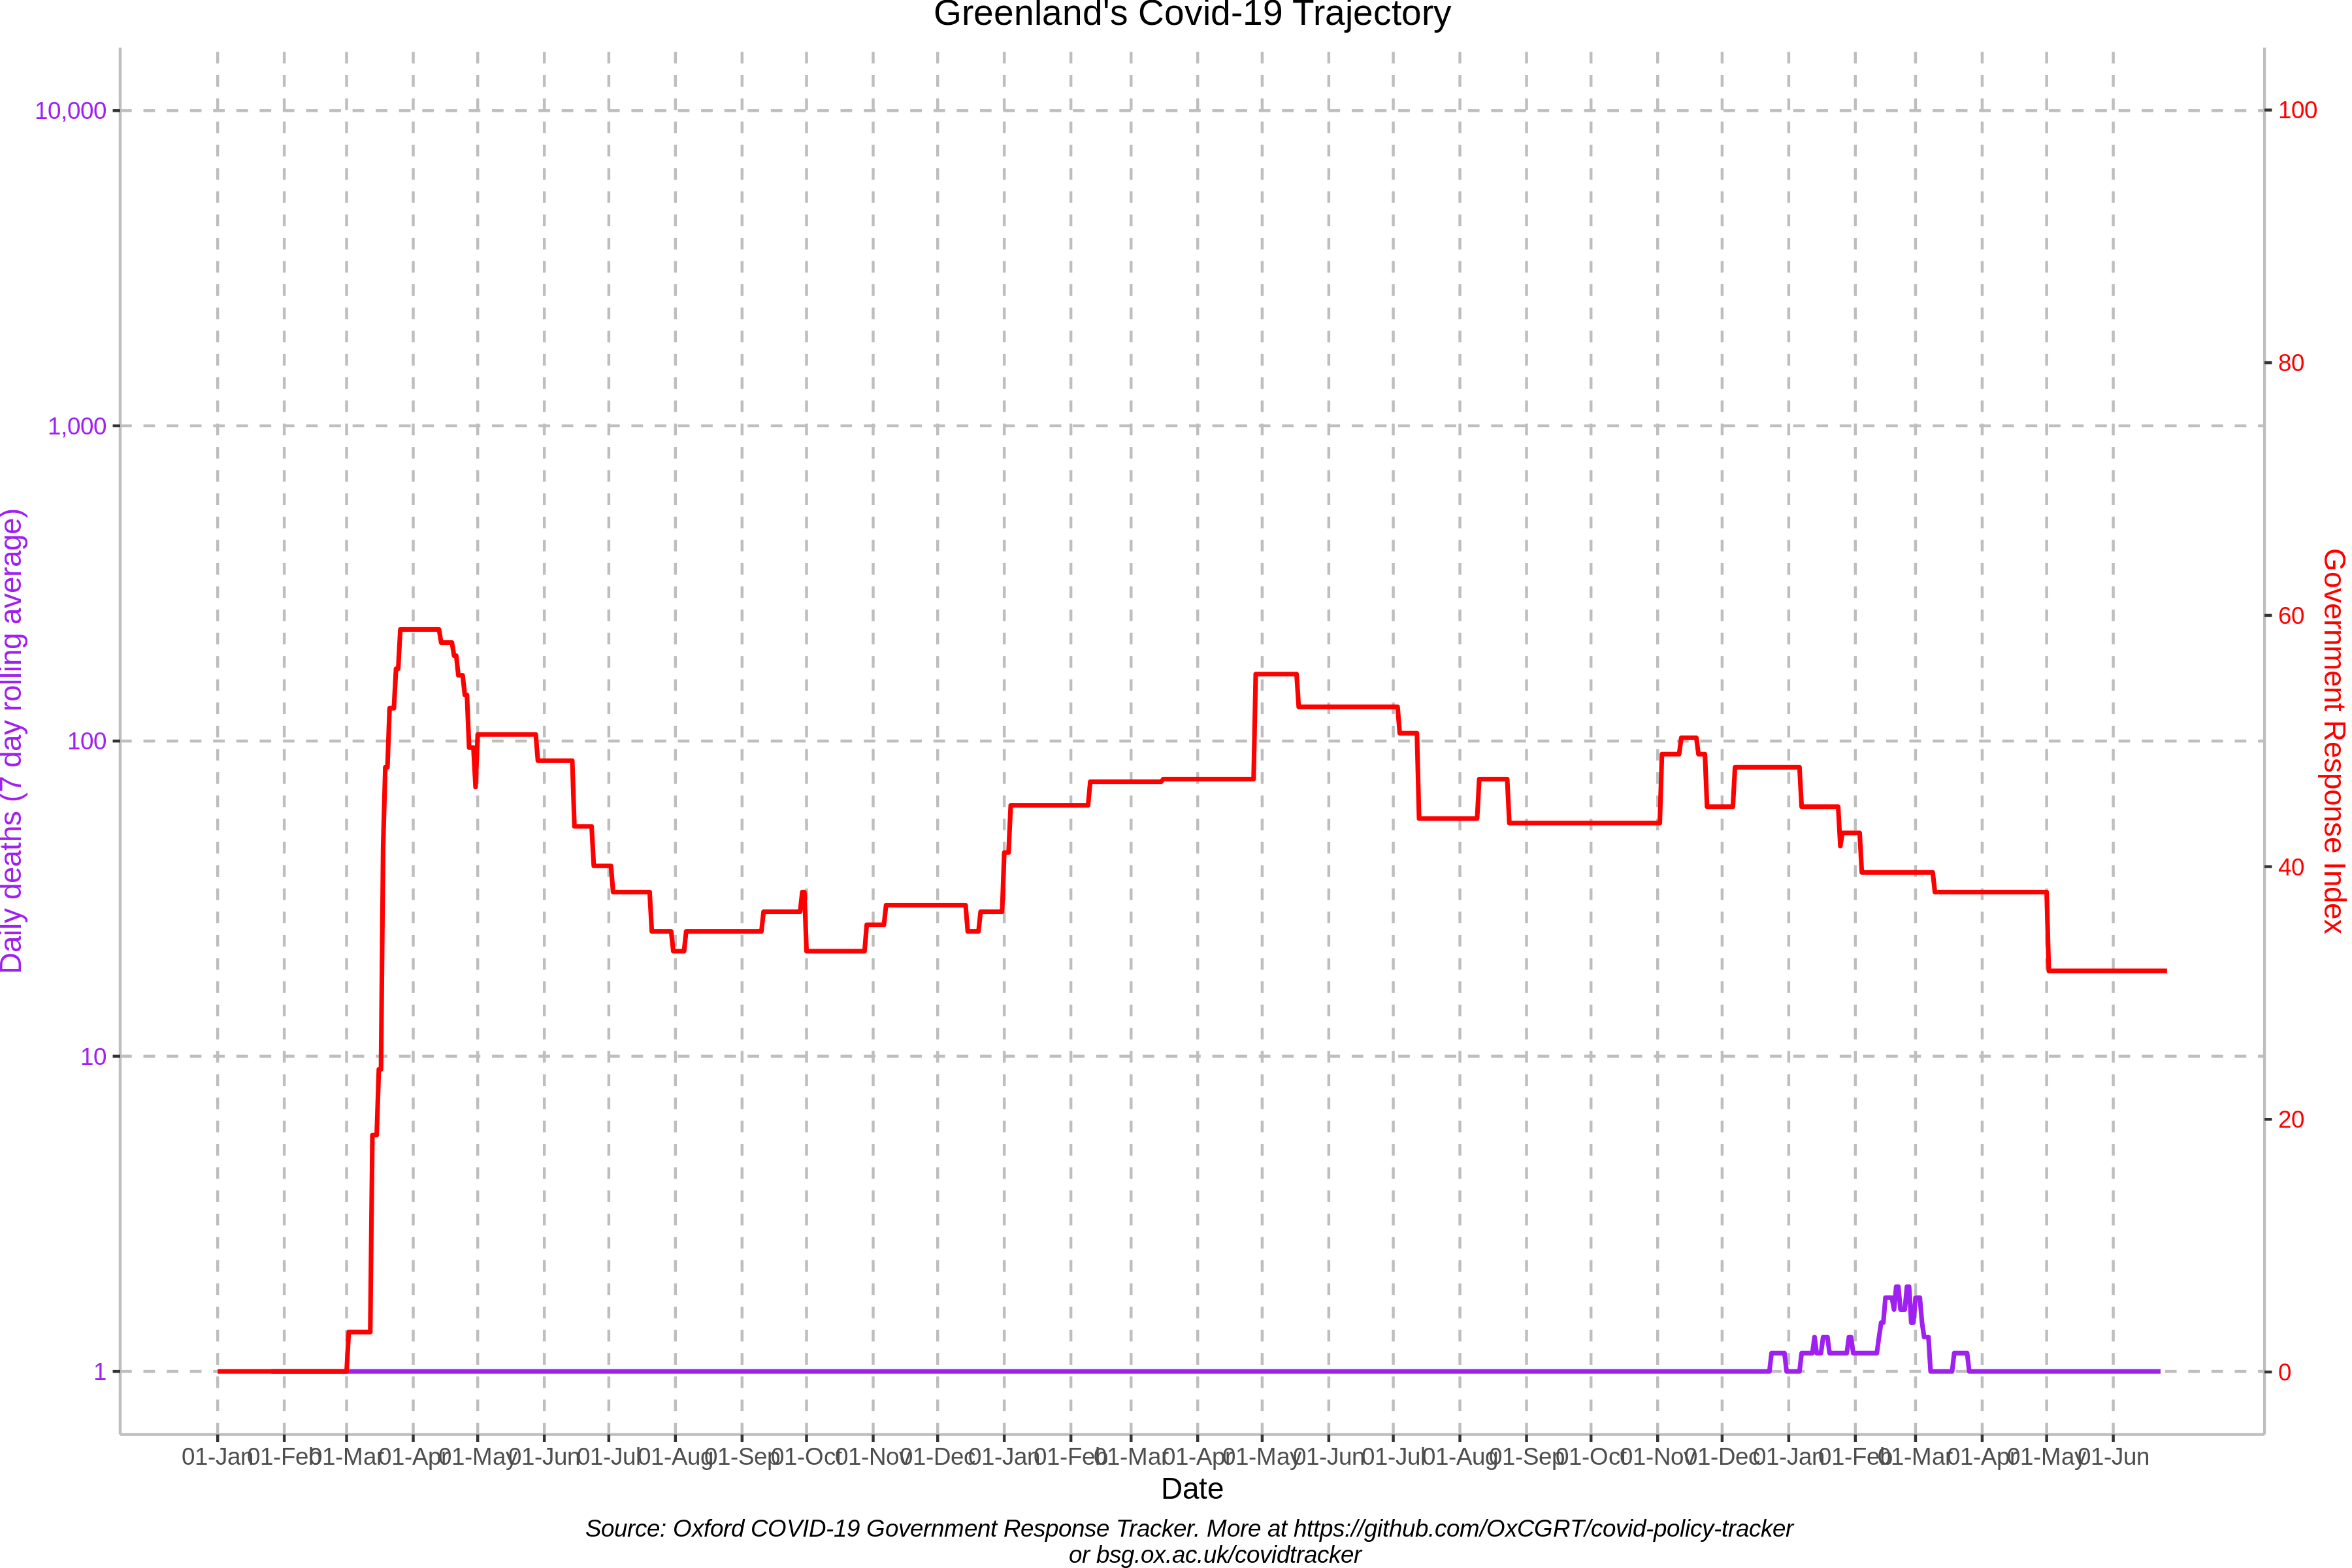 Greenland's Covid-19 Trajectory
10,000
1,000
100
10
1
100
80
60
40
20
0
Daily deaths (7 day rolling average)
Government Response Index
01-Jan 01-Feb 01-Mar 01-Apr 01-May 01-Jun 01-Jul 01-Aug 01-Sep 01-Oct 01-Nov 01-Dec 01-Jan 01-Feb 01-Mar 01-Apr 01-May 01-Jun 01-Jul 01-Aug 01-Sep 01-Oct 01-Nov 01-Dec 01-Jan 01-Feb 01-Mar 01-Apr 01-May 01-Jun
Date
Source: Oxford COVID-19 Government Response Tracker. More at https://github.com/OxCGRT/covid-policy-tracker
or bsg.ox.ac.uk/covidtracker